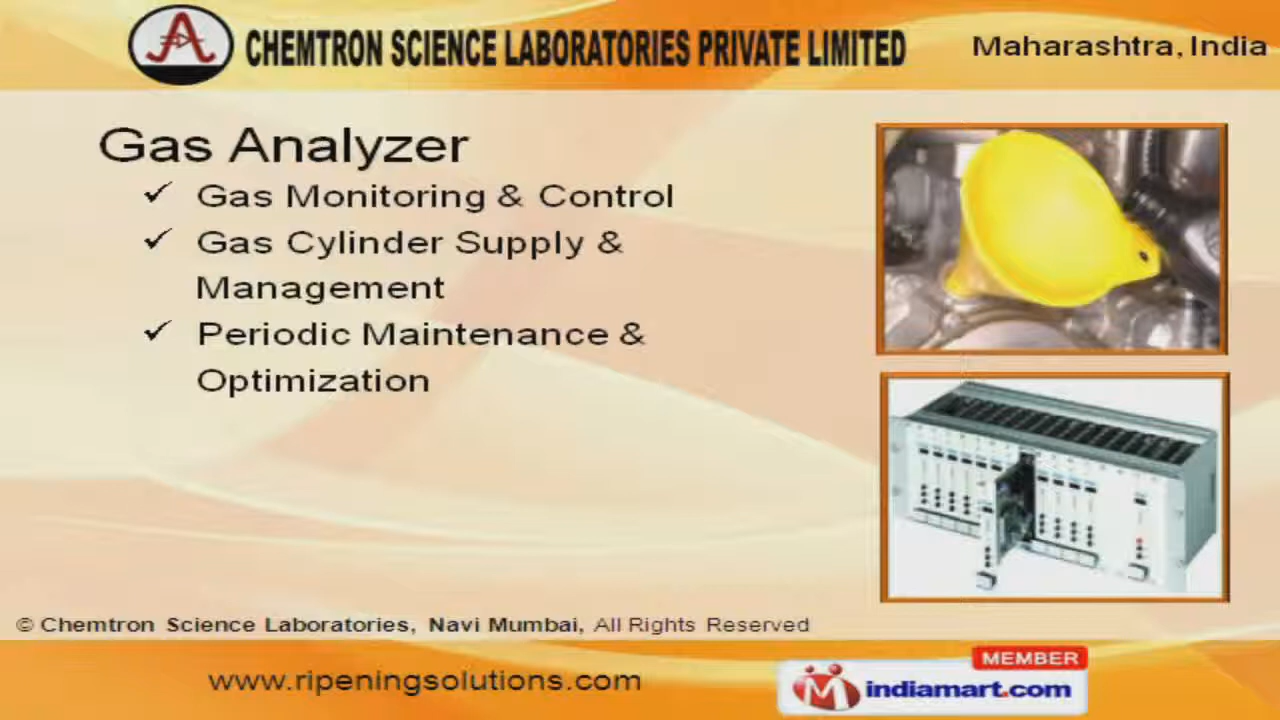 CHEMTRON SCIENCE LABORATORIES PRIVATE LIMITED
Maharashtra, India
Gas Analyzer
Gas Monitoring & Control
Gas Cylinder Supply &
Management
Periodic Maintenance &
Optimization
© Chemtron Science Laboratories, Navi Mumbai, All Rights Reserved
www.ripeningsolutions.com
MEMBER
indiamart.com